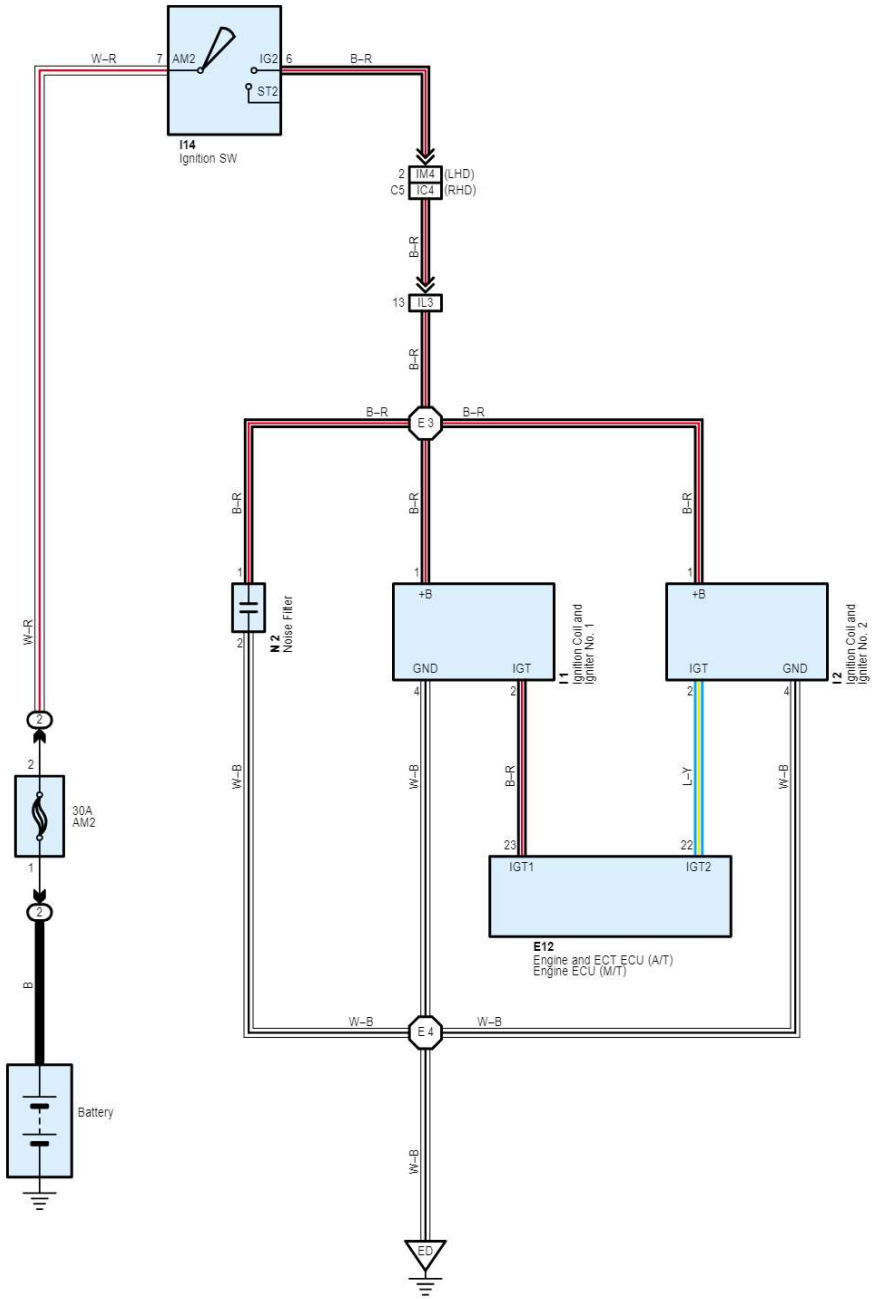 W–R
7
AM2
IG2
6
B–R
ST2
I14
Ignition SW
2
IM4
(LHD)
C5
IC4
(RHD)
B–R
13
IL3
B–R
B–R
E 3
B–R
B–R
B–R
B–R
1
1
1
+B
+B
N 2
Noise Filter
2
GND
IGT
I 1
Ignition Coil and
Igniter No. 1
IGT
GND
I 2
Ignition Coil and
Igniter No. 2
4
2
2
4
W–R
2
2
30A
AM2
1
2
W–B
W–B
B–R
L–Y
W–B
23
22
IGT1
IGT2
E12
Engine and ECT ECU (A/T)
Engine ECU (M/T)
B
W–B
E 4
W–B
Battery
W–B
ED